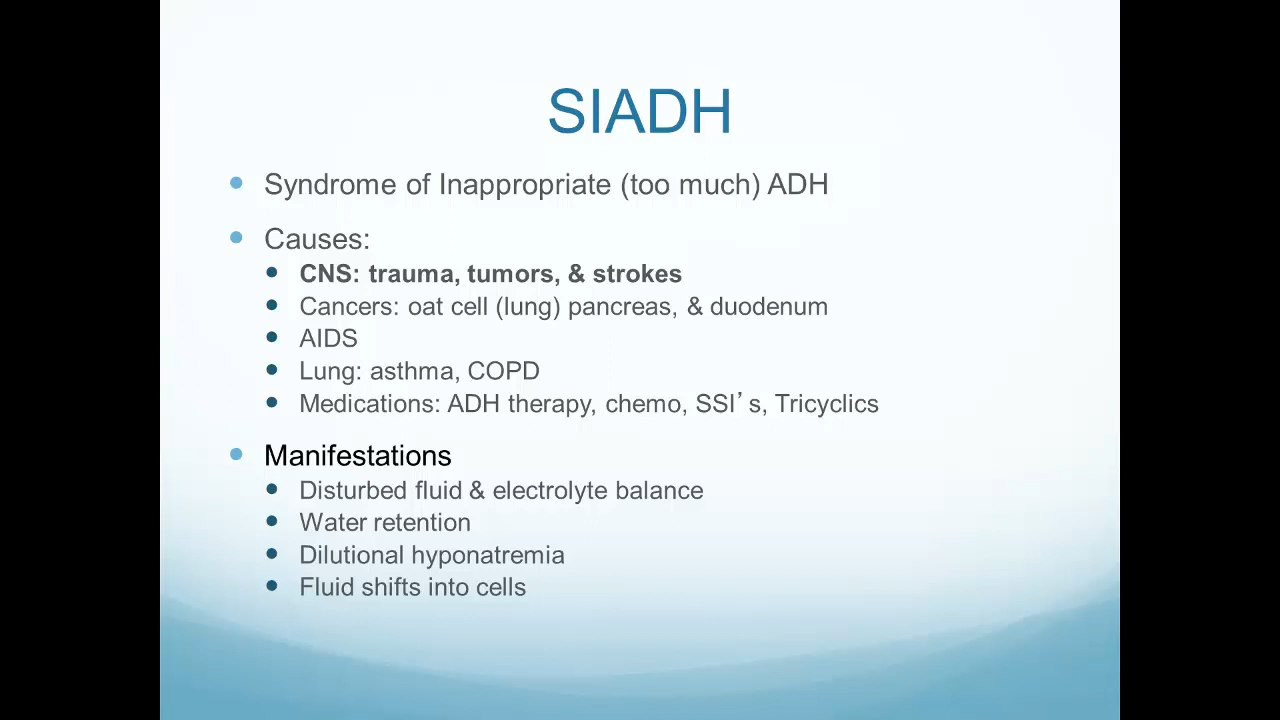 SIADH
Syndrome of Inappropriate (too much) ADH
Causes:
CNS: trauma, tumors, & strokes
Cancers: oat cell (lung) pancreas, & duodenum
AIDS
Lung: asthma, COPD
Medications: ADH therapy, chemo, SSI's, Tricyclics
Manifestations
Disturbed fluid & electrolyte balance
Water retention
Dilutional hyponatremia
Fluid shifts into cells